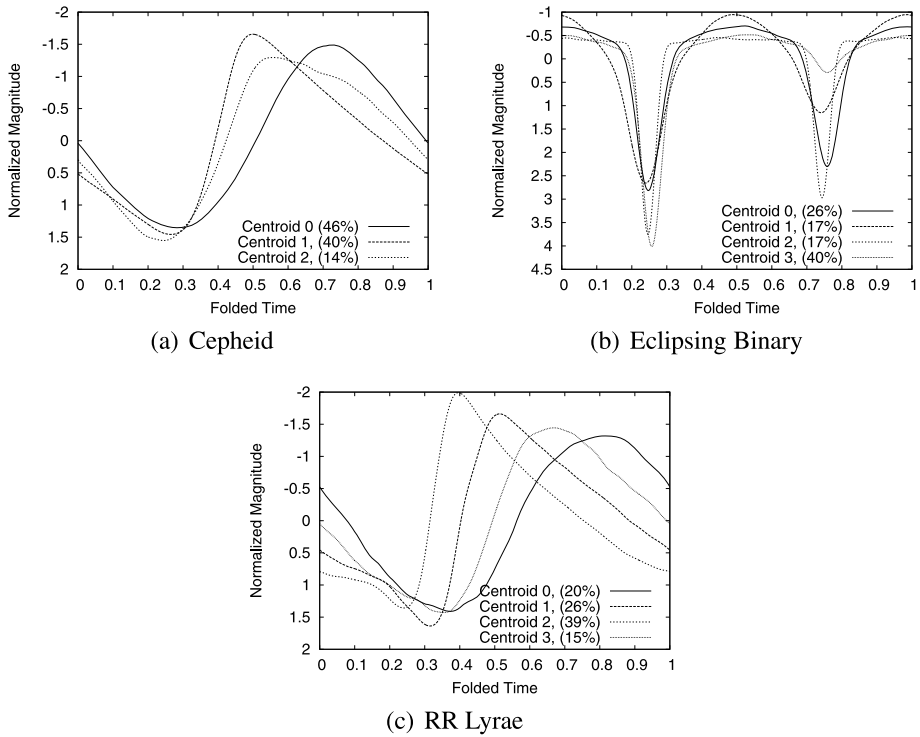 -2
-1.5
-1
-0.5
0
0.5
1
1.5
2
0 0.1 0.2 0.3 0.4 0.5 0.6 0.7 0.8 0.9 1
Normalized Magnitude
Folded Time
Centroid 0 (46%)
Centroid 1, (40%)
Centroid 2, (14%)
(a) Cepheid
-1
-0.5
0
0.5
1
1.5
2
2.5
3
3.5
4
4.5
0 0.1 0.2 0.3 0.4 0.5 0.6 0.7 0.8 0.9 1
Normalized Magnitude
Folded Time
Centroid 0, (26%)
Centroid 1, (17%)
Centroid 2, (17%)
Centroid 3, (40%)
(b) Eclipsing Binary
-2
-1.5
-1
-0.5
0
0.5
1
1.5
2
0 0.1 0.2 0.3 0.4 0.5 0.6 0.7 0.8 0.9 1
Normalized Magnitude
Folded Time
Centroid 0, (20%)
Centroid 1, (26%)
Centroid 2, (39%)
Centroid 3, (15%)
(c) RR Lyrae